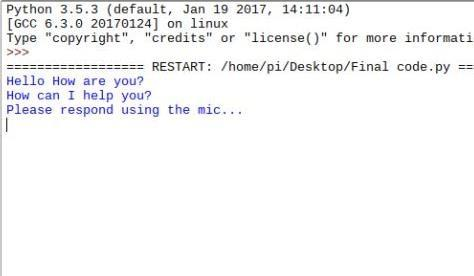 Python 3.5.3 (default, Jan 19 2017, 14:11:04)
[GCC 6.3.0 20170124] on linux
Type "copyright", "credits" or "license()" for more informati
>>>
================== RESTART: /home/pi/Desktop/Final code.py ==
Hello How are you?
How can I help you?
Please respond using the mic...